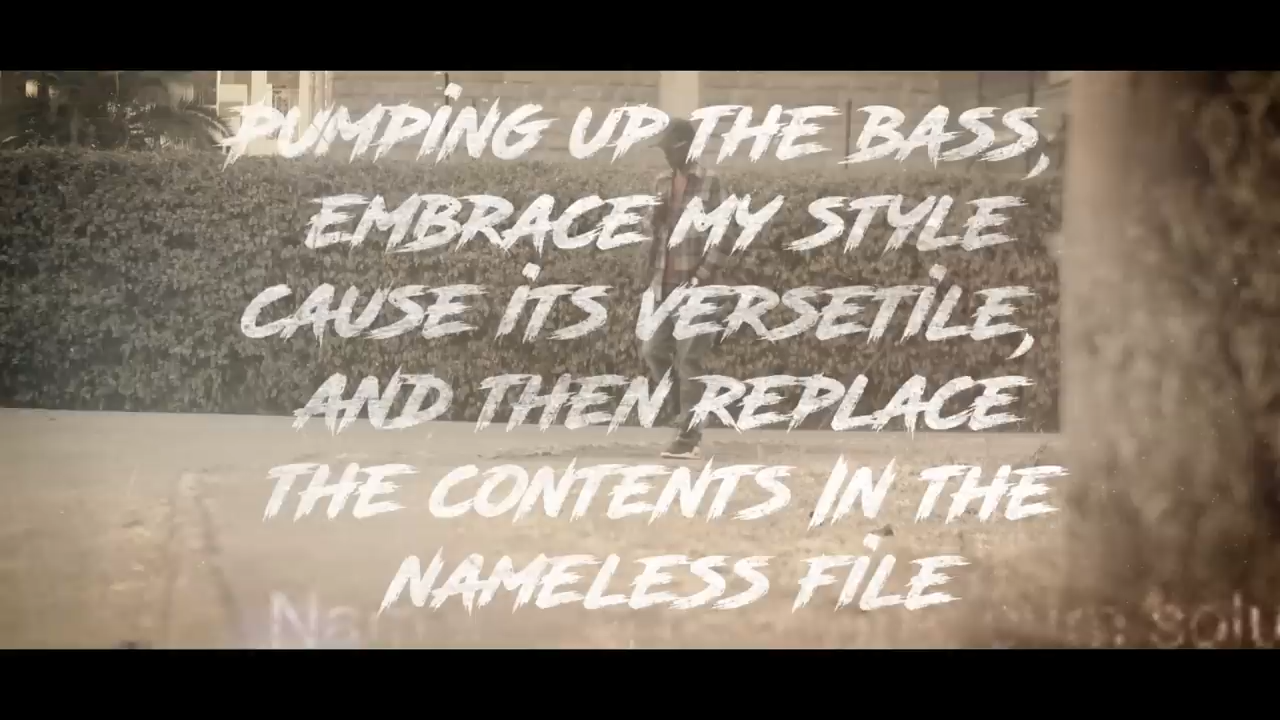 PUMPING UP THE BASS,
EMBRACE MY STYLE
CAUSE ITS VERSETILE,
AND THEN REPLACE
THE CONTENTS IN THE
NAMELESS FILE